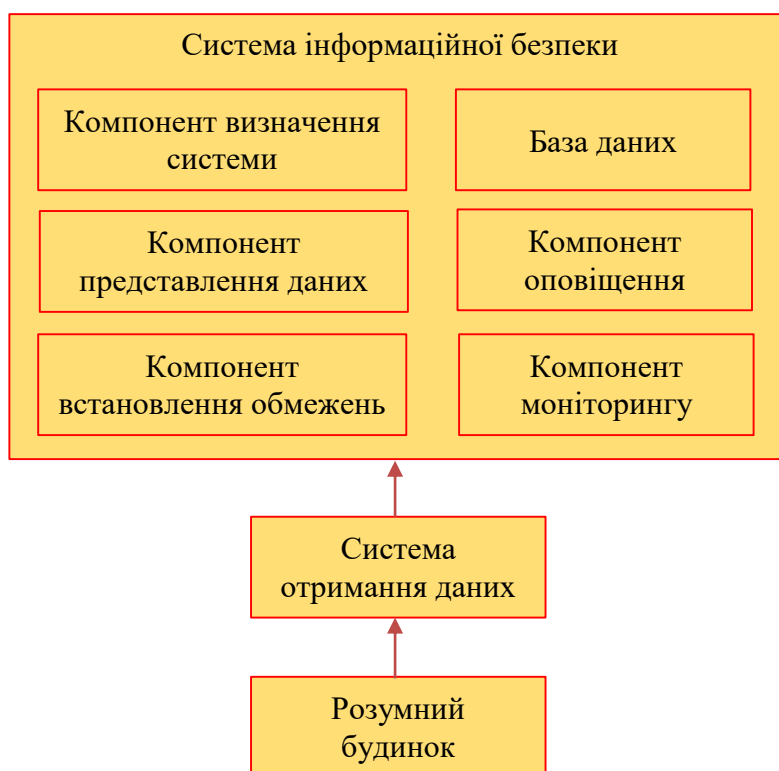 Система інформаційної безпеки
Компонент визначення
системи
База даних
Компонент
представлення даних
Компонент
оповіщення
Компонент
встановлення обмежень
Компонент
моніторингу
Система
отримання даних
Розумний
будинок